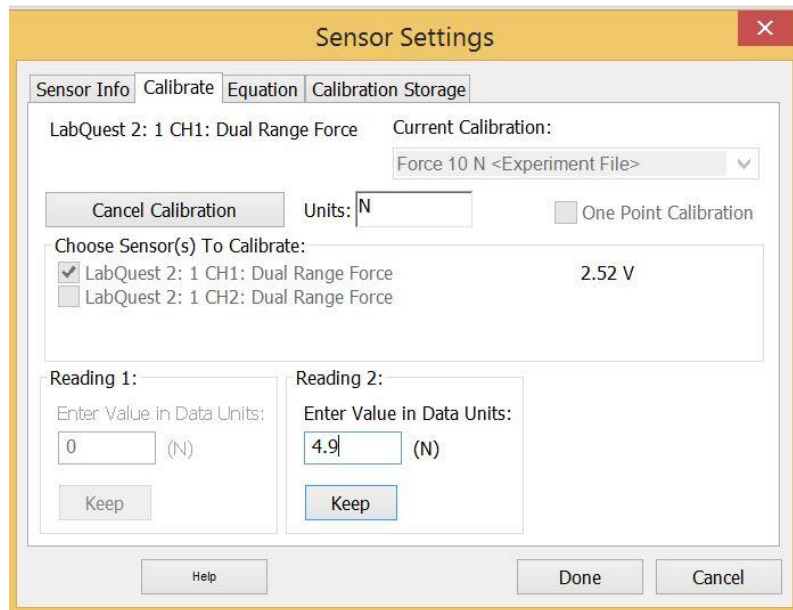 Sensor Settings
Sensor Info Calibrate Equation Calibration Storage
LabQuest 2: 1 CH1: Dual Range Force
Current Calibration:
Force 10 N <Experiment File>
Cancel Calibration
Units: N
One Point Calibration
Choose Sensor(s) To Calibrate:
LabQuest 2: 1 CH1: Dual Range Force 2.52 V
LabQuest 2: 1 CH2: Dual Range Force
Reading 1:
Enter Value in Data Units:
0 (N)
Keep
Reading 2:
Enter Value in Data Units:
4.9 (N)
Keep
Help Done Cancel